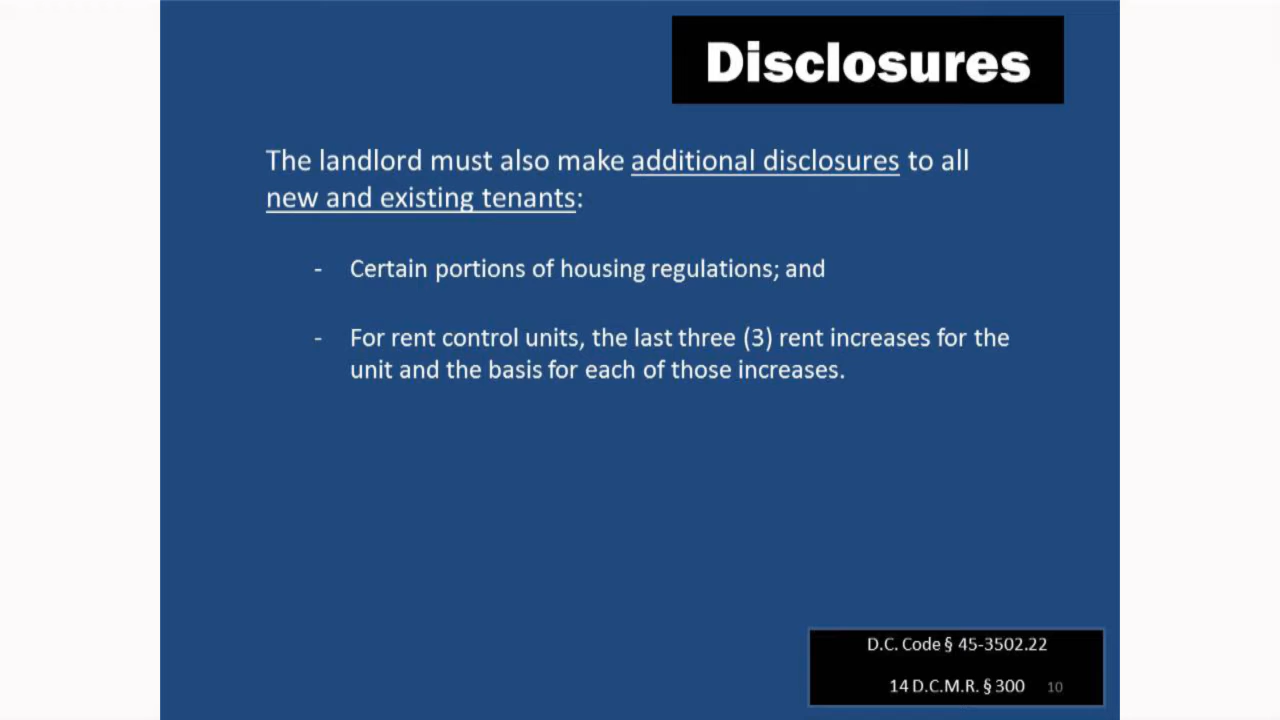 Disclosures
The landlord must also make additional disclosures to all
new and existing tenants:
- Certain portions of housing regulations; and
- For rent control units, the last three (3) rent increases for the
unit and the basis for each of those increases.
D.C. Code § 45-3502.22
14 D.C.M.R. § 300 10